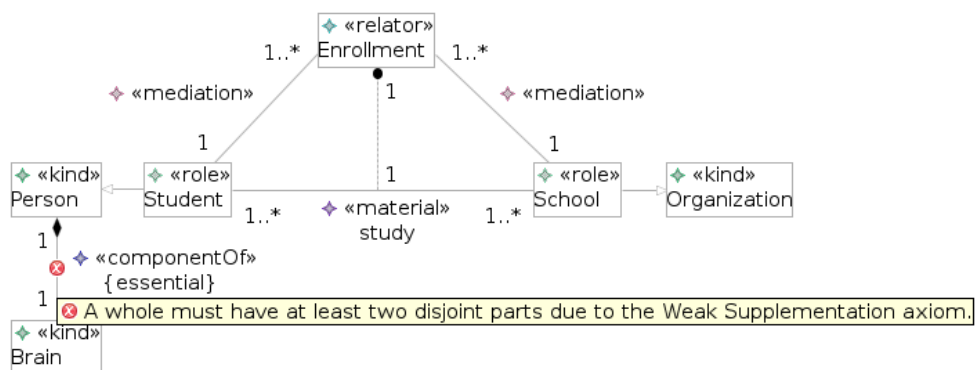 «relator»
Enrollment
1..*
1..*
1
«mediation»
«mediation»
1
1
«kind»
Person
«role»
Student
1
«role»
School
«kind»
Organization
1..*
«material»
study
1..*
1
«componentOf»
{essential}
1
A whole must have at least two disjoint parts due to the Weak Supplementation axiom.
«kind»
Brain